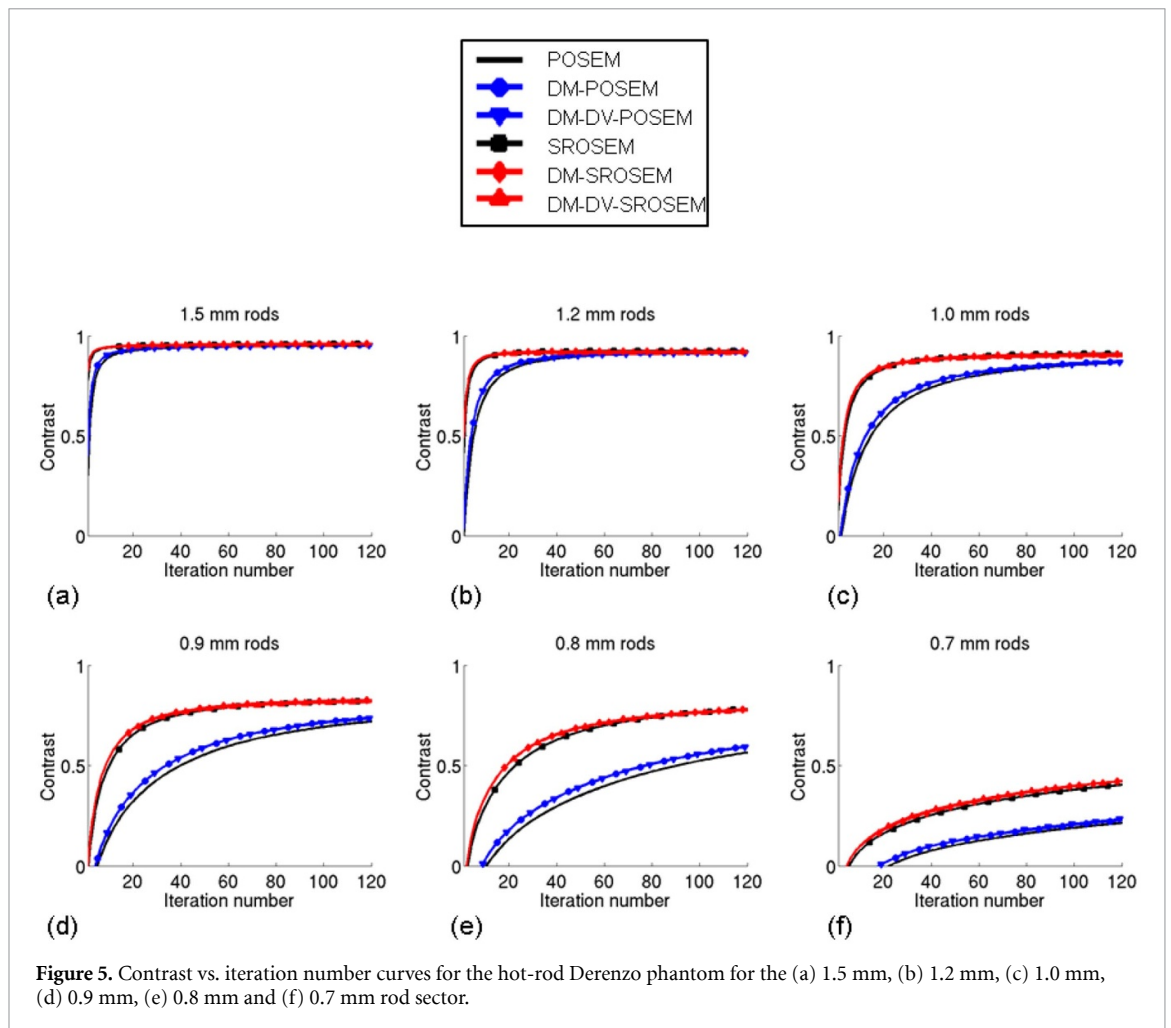 POSEM
DM-POSEM
DM-DV-POSEM
SROSEM
DM-SROSEM
DM-DV-SROSEM
1.5 mm rods
1
0.5
0
Contrast
20 40 60 80 100 120
Iteration number
(a)
1.2 mm rods
1
0.5
0
Contrast
20 40 60 80 100 120
Iteration number
(b)
1.0 mm rods
1
0.5
0
Contrast
20 40 60 80 100 120
Iteration number
(c)
0.9 mm rods
1
0.5
0
Contrast
20 40 60 80 100 120
Iteration number
(d)
0.8 mm rods
1
0.5
0
Contrast
20 40 60 80 100 120
Iteration number
(e)
0.7 mm rods
1
0.5
0
Contrast
20 40 60 80 100 120
Iteration number
(f)
Figure 5. Contrast vs. iteration number curves for the hot-rod Derenzo phantom for the (a) 1.5 mm, (b) 1.2 mm, (c) 1.0 mm,
(d) 0.9 mm, (e) 0.8 mm and (f) 0.7 mm rod sector.